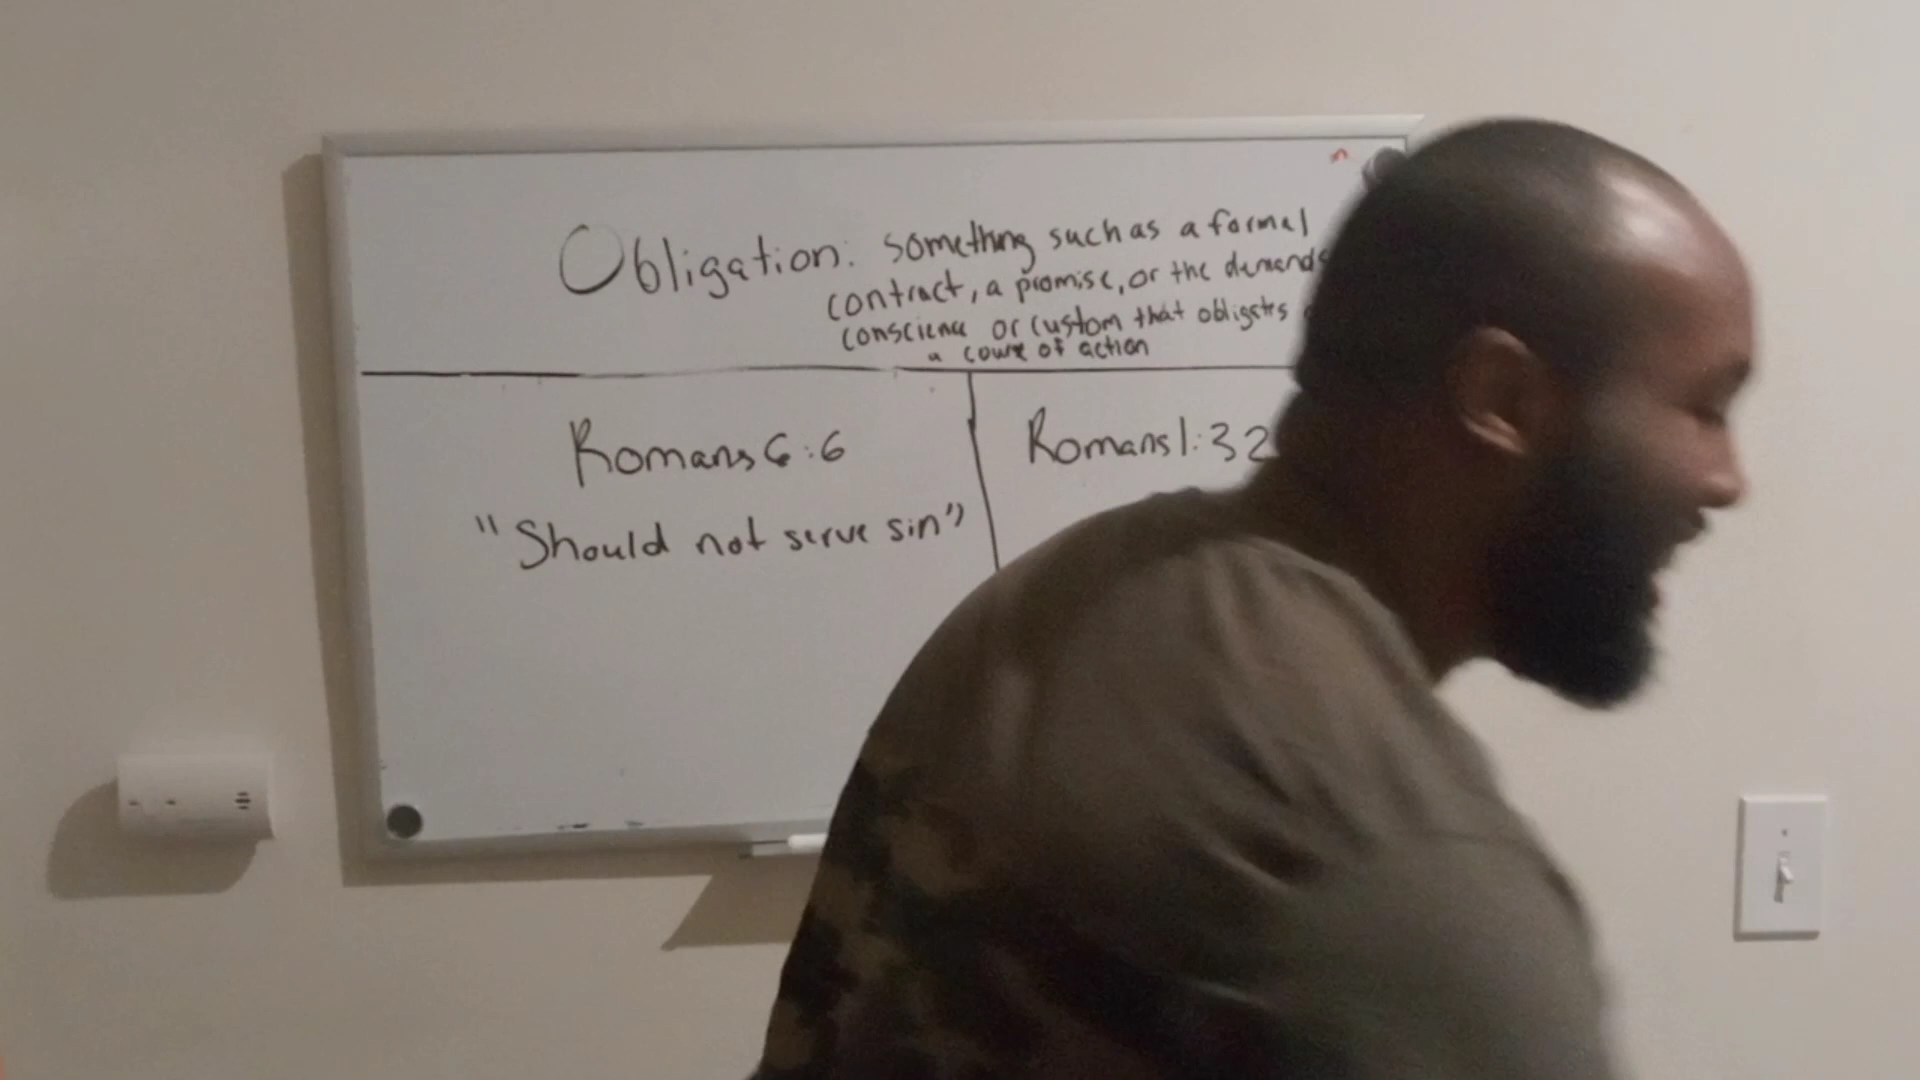 Obligation: something such as a formal
contract, a promise, or the demands
conscience or custom that obligates
a course of action
Romans 6:6
"Should not serve sin"
Romans 1:32